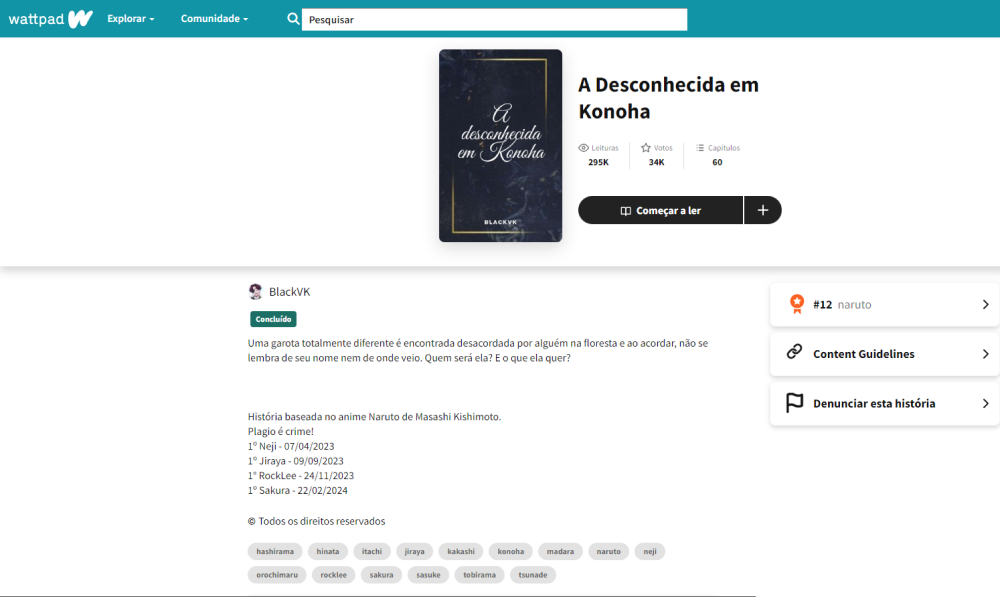 wattpad
Explorar
Comunidade
Pesquisar
A
desconhecida
em Konoha
BLACKVK
A Desconhecida em
Konoha
Leituras
295K
Votos
34K
Capítulos
60
Começar a ler
+
BlackVK
Concluído
Uma garota totalmente diferente é encontrada desacordada por alguém na floresta e ao acordar, não se
lembra de seu nome nem de onde veio. Quem será ela? E o que ela quer?
História baseada no anime Naruto de Masashi Kishimoto.
Plagio é crime!
1º Neji - 07/04/2023
1º Jiraya - 09/09/2023
1° RockLee - 24/11/2023
1º Sakura - 22/02/2024
© Todos os direitos reservados
hashirama hinata itachi jiraya kakashi konoha madara naruto neji
orochimaru rocklee sakura sasuke tobirama tsunade
#12 naruto
Content Guidelines
Denunciar esta história